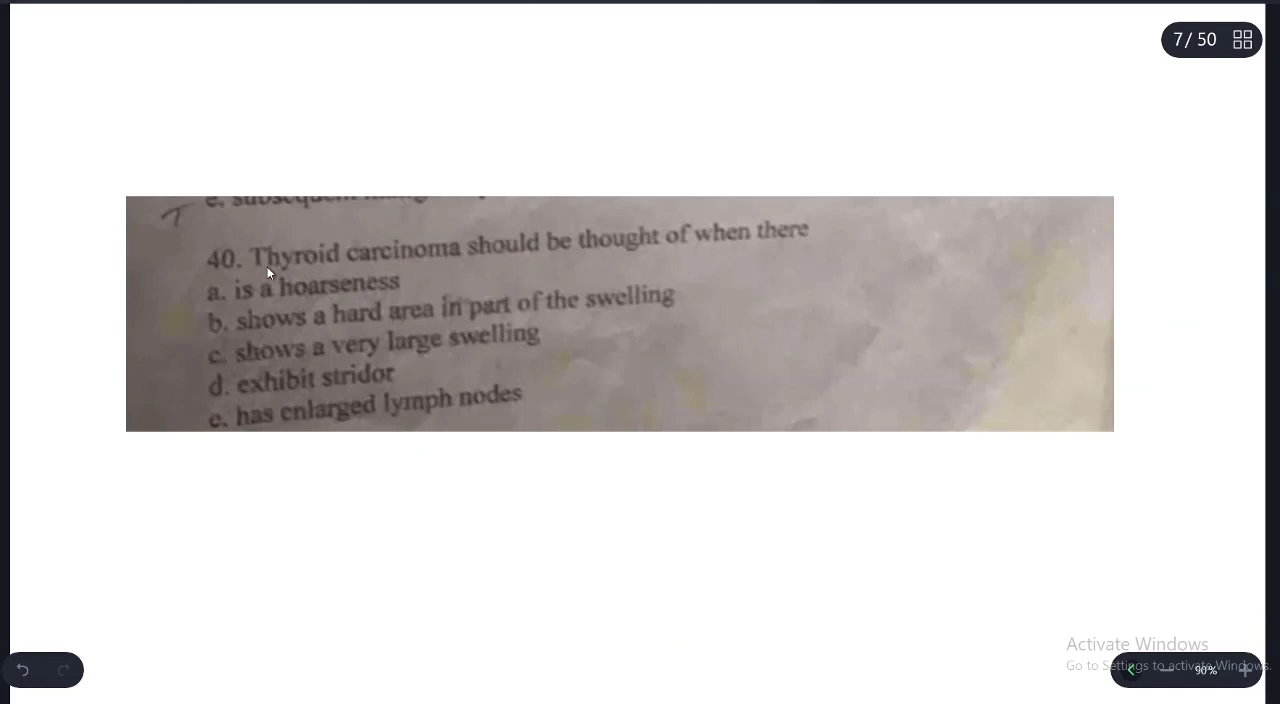 7/ 50
40. Thyroid carcinoma should be thought of when there
a. is a hoarseness
b. shows a hard area in part of the swelling
c. shows a very large swelling
d. exhibit stridor
e. has enlarged lymph nodes
Activate Windows
Go to Settings to activate Windows.
90%